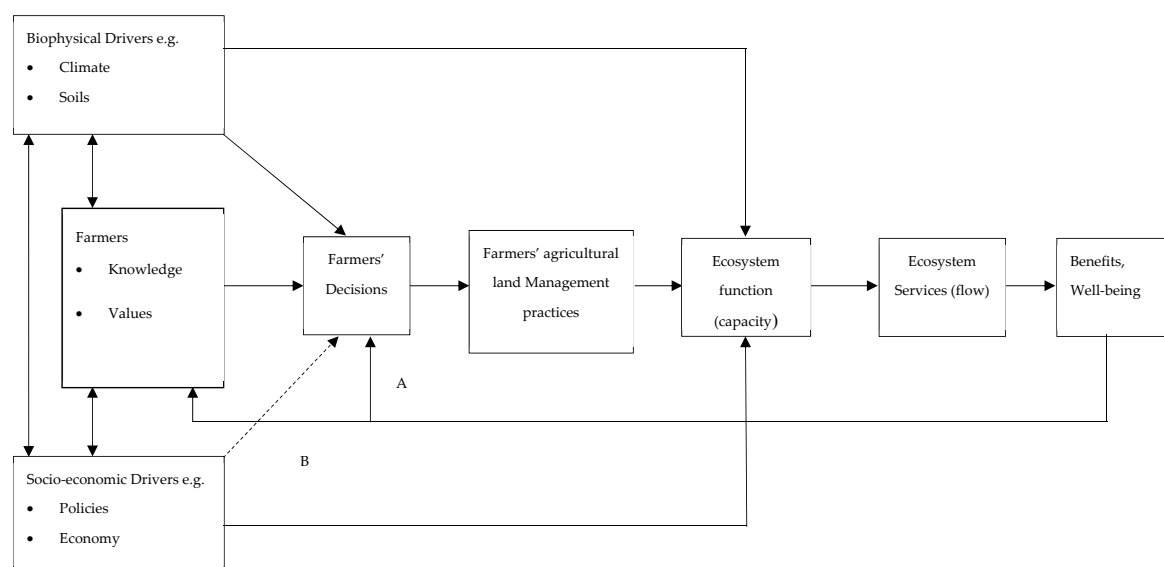 Biophysical Drivers e.g.
• Climate
• Soils
Farmers
• Knowledge
• Values
Farmers'
Decisions
Farmers' agricultural
land Management
practices
Ecosystem
function
(capacity)
Ecosystem
Services (flow)
Benefits,
Well-being
A
B
Socio-economic Drivers e.g.
• Policies
• Economy